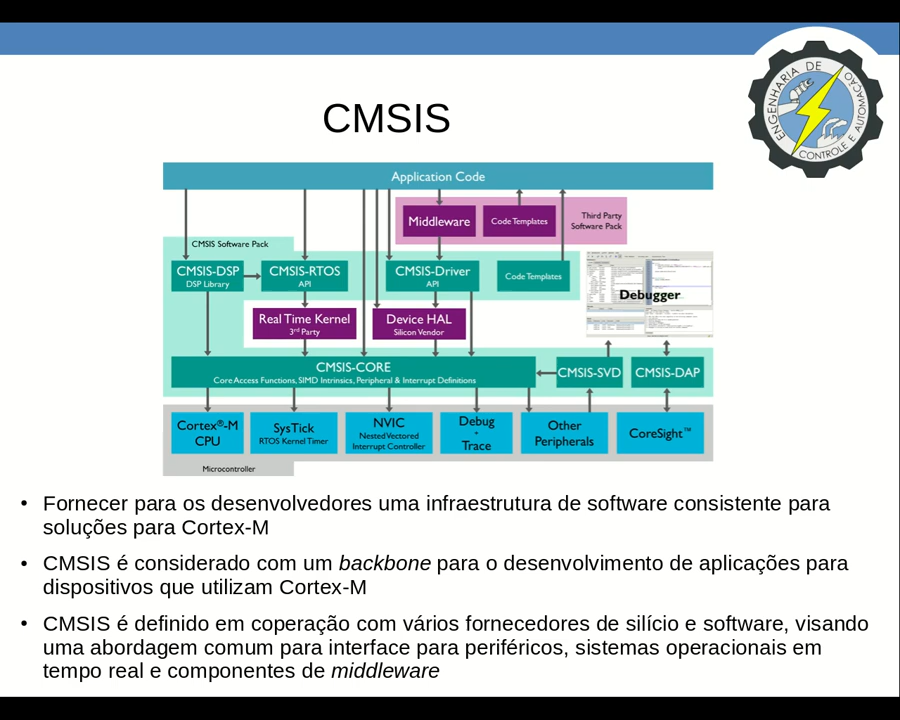 ENGENHARIA DE
CONTROLE E AUTOMAÇÃO
CMSIS
Application Code
Middleware
Code Templates
Third Party
Software Pack
CMSIS Software Pack
CMSIS-DSP
DSP Library
CMSIS-RTOS
API
CMSIS-Driver
API
Code Templates
Debugger
Real Time Kernel
3rd Party
Device HAL
Silicon Vendor
CMSIS-CORE
Core Access Functions, SIMD Intrinsics, Peripheral & Interrupt Definitions
CMSIS-SVD
CMSIS-DAP
Cortex®-M
CPU
SysTick
RTOS Kernel Timer
NVIC
Nested Vectored
Interrupt Controller
Debug
+
Trace
Other
Peripherals
CoreSight™
Microcontroller
• Fornecer para os desenvolvedores uma infraestrutura de software consistente para
soluções para Cortex-M
• CMSIS é considerado com um backbone para o desenvolvimento de aplicações para
dispositivos que utilizam Cortex-M
• CMSIS é definido em coperação com vários fornecedores de silício e software, visando
uma abordagem comum para interface para periféricos, sistemas operacionais em
tempo real e componentes de middleware